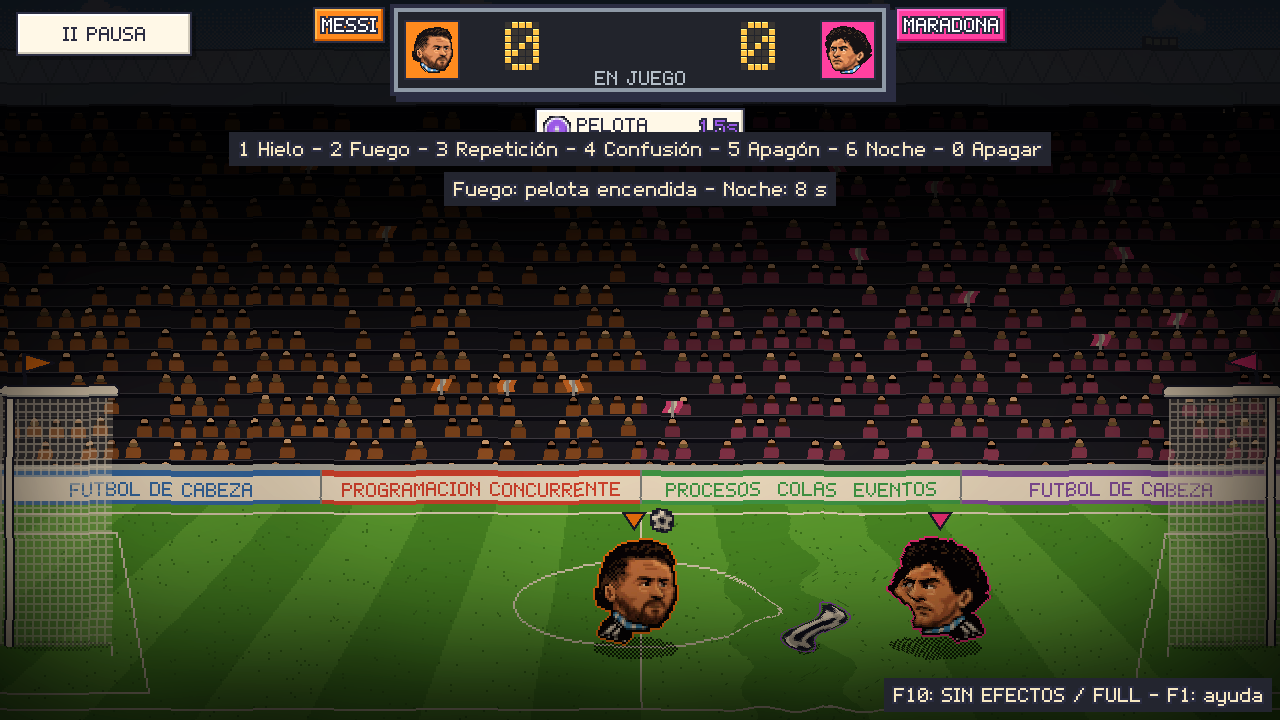 II PAUSA
MESSI
0
0
MARADONA
EN JUEGO
PELOTA 15s
1 Hielo - 2 Fuego - 3 Repetición - 4 Confusión - 5 Apagón - 6 Noche - 0 Apagar
Fuego: pelota encendida - Noche: 8 s
FUTBOL DE CABEZA
PROGRAMACION CONCURRENTE
PROCESOS COLAS EVENTOS
FUTBOL DE CABEZA
F10: SIN EFECTOS / FULL - F1: ayuda